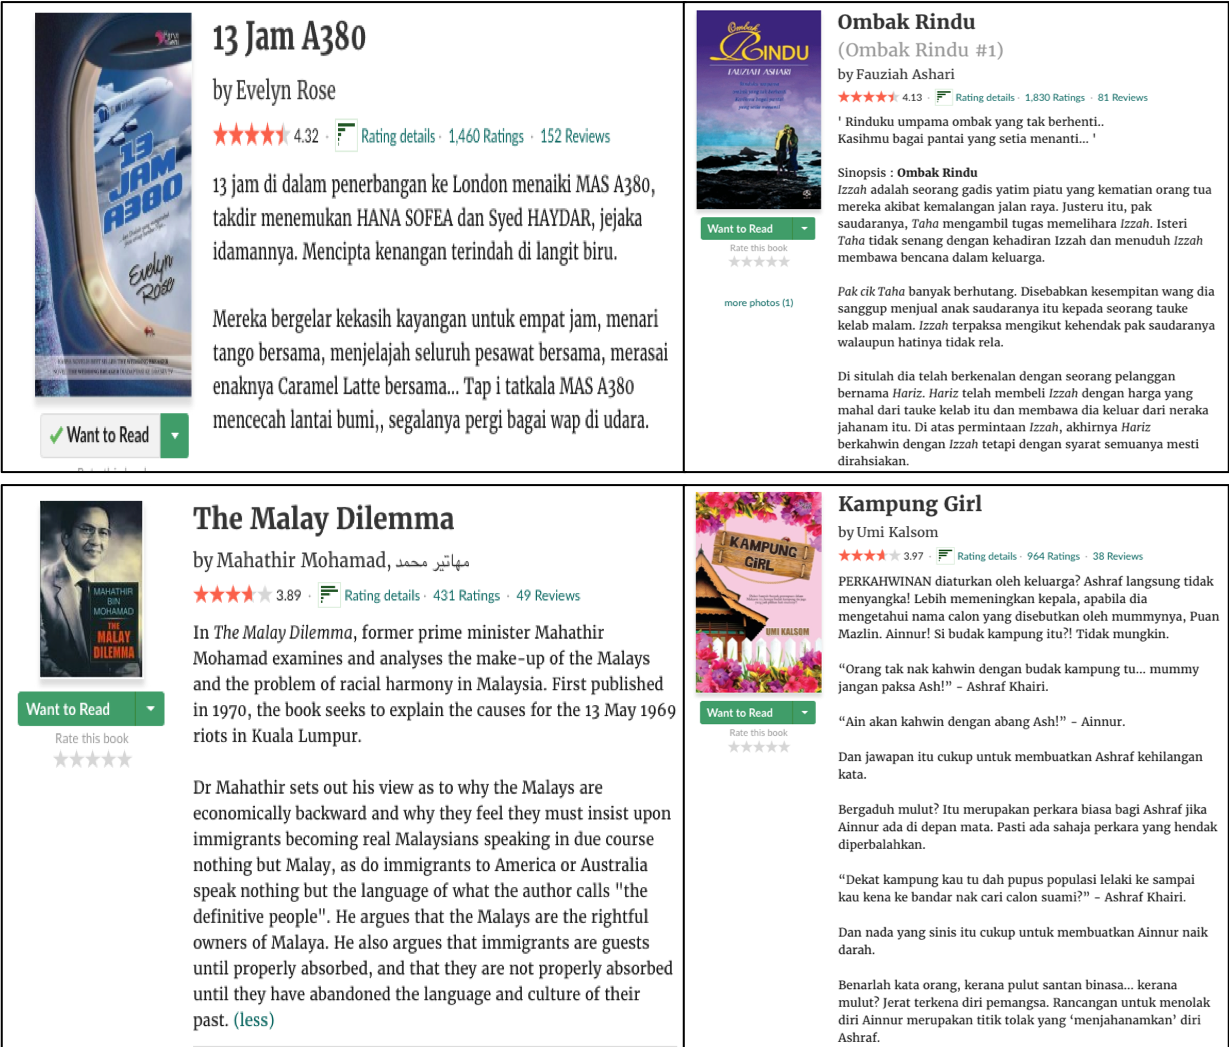 13 Jam A380
by Evelyn Rose
4.32 · Rating details · 1,460 Ratings · 152 Reviews
13 jam di dalam penerbangan ke London menaiki MAS A380,
takdir menemukan HANA SOFEA dan Syed HAYDAR, jejaka
idamannya. Mencipta kenangan terindah di langit biru.
Mereka bergelar kekasih kayangan untuk empat jam, menari
tango bersama, menjelajah seluruh pesawat bersama, merasai
enaknya Caramel Latte bersama... Tap i tatkala MAS A380
mencecah lantai bumi,, segalanya pergi bagai wap di udara.
13
JAM
A380
Evelyn
Rose
✓ Want to Read
Ombak Rindu
(Ombak Rindu #1)
by Fauziah Ashari
4.13 · Rating details · 1,830 Ratings · 81 Reviews
' Rinduku umpama ombak yang tak berhenti..
Kasihmu bagai pantai yang setia menanti... '
Sinopsis : Ombak Rindu
Izzah adalah seorang gadis yatim piatu yang kematian orang tua
mereka akibat kemalangan jalan raya. Justeru itu, pak
saudaranya, Taha mengambil tugas memelihara Izzah. Isteri
Taha tidak senang dengan kehadiran Izzah dan menuduh Izzah
membawa bencana dalam keluarga.
Pak cik Taha banyak berhutang. Disebabkan kesempitan wang dia
sanggup menjual anak saudaranya itu kepada seorang tauke
kelab malam. Izzah terpaksa mengikut kehendak pak saudaranya
walaupun hatinya tidak rela.
Di situlah dia telah berkenalan dengan seorang pelanggan
bernama Hariz. Hariz telah membeli Izzah dengan harga yang
mahal dari tauke kelab itu dan membawa dia keluar dari neraka
jahanam itu. Di atas permintaan Izzah, akhirnya Hariz
berkahwin dengan Izzah tetapi dengan syarat semuanya mesti
dirahsiakan.
Ombak
RINDU
FAUZIAH ASHARI
Want to Read
Rate this book
more photos (1)
The Malay Dilemma
by Mahathir Mohamad, مهاتير محمد
3.89 · Rating details · 431 Ratings · 49 Reviews
In The Malay Dilemma, former prime minister Mahathir
Mohamad examines and analyses the make-up of the Malays
and the problem of racial harmony in Malaysia. First published
in 1970, the book seeks to explain the causes for the 13 May 1969
riots in Kuala Lumpur.
Dr Mahathir sets out his view as to why the Malays are
economically backward and why they feel they must insist upon
immigrants becoming real Malaysians speaking in due course
nothing but Malay, as do immigrants to America or Australia
speak nothing but the language of what the author calls "the
definitive people". He argues that the Malays are the rightful
owners of Malaya. He also argues that immigrants are guests
until properly absorbed, and that they are not properly absorbed
until they have abandoned the language and culture of their
past. (less)
MAHATHIR
BIN
MOHAMAD
THE
MALAY
DILEMMA
Want to Read
Rate this book
Kampung Girl
by Umi Kalsom
3.97 · Rating details · 964 Ratings · 38 Reviews
PERKAHWINAN diaturkan oleh keluarga? Ashraf langsung tidak
menyangka! Lebih memeningkan kepala, apabila dia
mengetahui nama calon yang disebutkan oleh mummynya, Puan
Mazlin. Ainnur! Si budak kampung itu?! Tidak mungkin.
“Orang tak nak kahwin dengan budak kampung tu... mummy
jangan paksa Ash!” – Ashraf Khairi.
“Ain akan kahwin dengan abang Ash!” – Ainnur.
Dan jawapan itu cukup untuk membuatkan Ashraf kehilangan
kata.
Bergaduh mulut? Itu merupakan perkara biasa bagi Ashraf jika
Ainnur ada di depan mata. Pasti ada sahaja perkara yang hendak
diperbalahkan.
“Dekat kampung kau tu dah pupus populasi lelaki ke sampai
kau kena ke bandar nak cari calon suami?” – Ashraf Khairi.
Dan nada yang sinis itu cukup untuk membuatkan Ainnur naik
darah.
Benarlah kata orang, kerana pulut santan binasa... kerana
mulut? Jerat terkena diri pemangsa. Rancangan untuk menolak
diri Ainnur merupakan titik tolak yang ‘menjahanamkan’ diri
Ashraf.
KAMPUNG
GIRL
UMI KALSOM
Want to Read
Rate this book